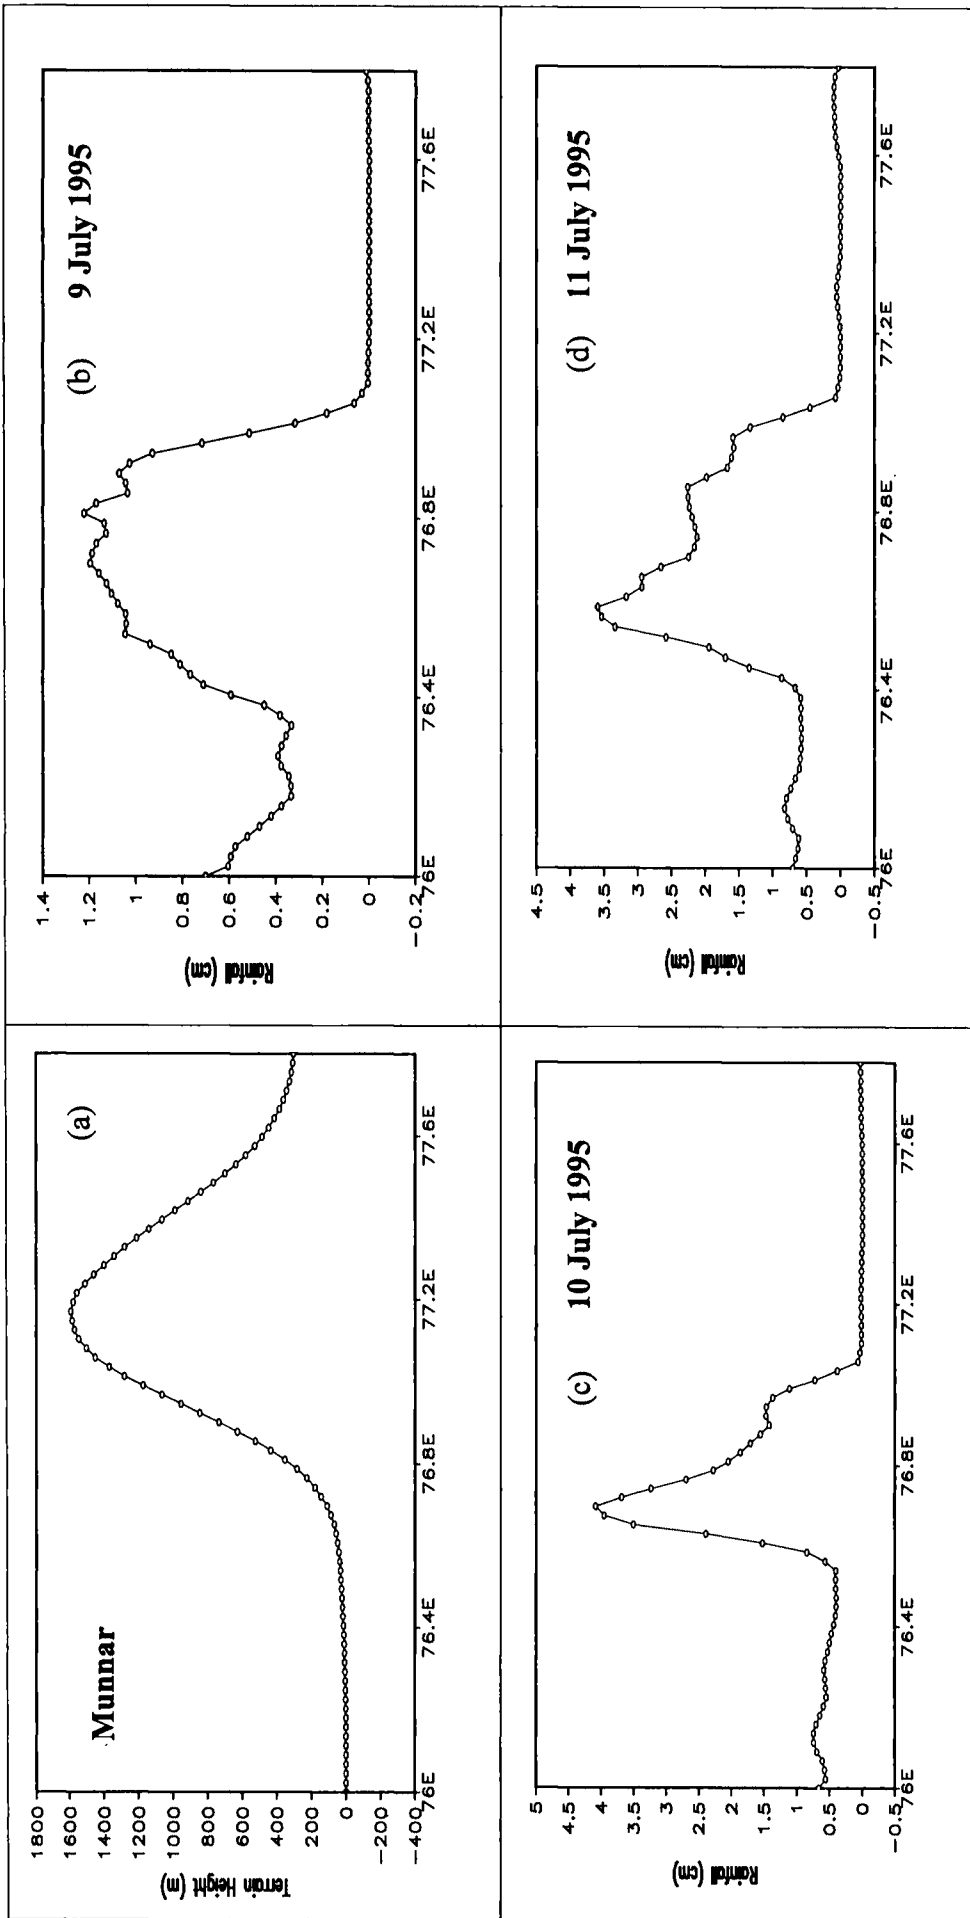 Munnar
(a)
Terrain Height (m)
1800
1600
1400
1200
1000
800
600
400
200
0
−200
−400
76E
76.4E
76.8E
77.2E
77.6E
(b)
9 July 1995
Rainfall (cm)
1.4
1.2
1
0.8
0.6
0.4
0.2
0
−0.2
76E
76.4E
76.8E
77.2E
77.6E
(c)
10 July 1995
Rainfall (cm)
5
4.5
4
3.5
3
2.5
2
1.5
1
0.5
0
−0.5
76E
76.4E
76.8E
77.2E
77.6E
(d)
11 July 1995
Rainfall (cm)
4.5
4
3.5
3
2.5
2
1.5
1
0.5
0
−0.5
76E
76.4E
76.8E
77.2E
77.6E